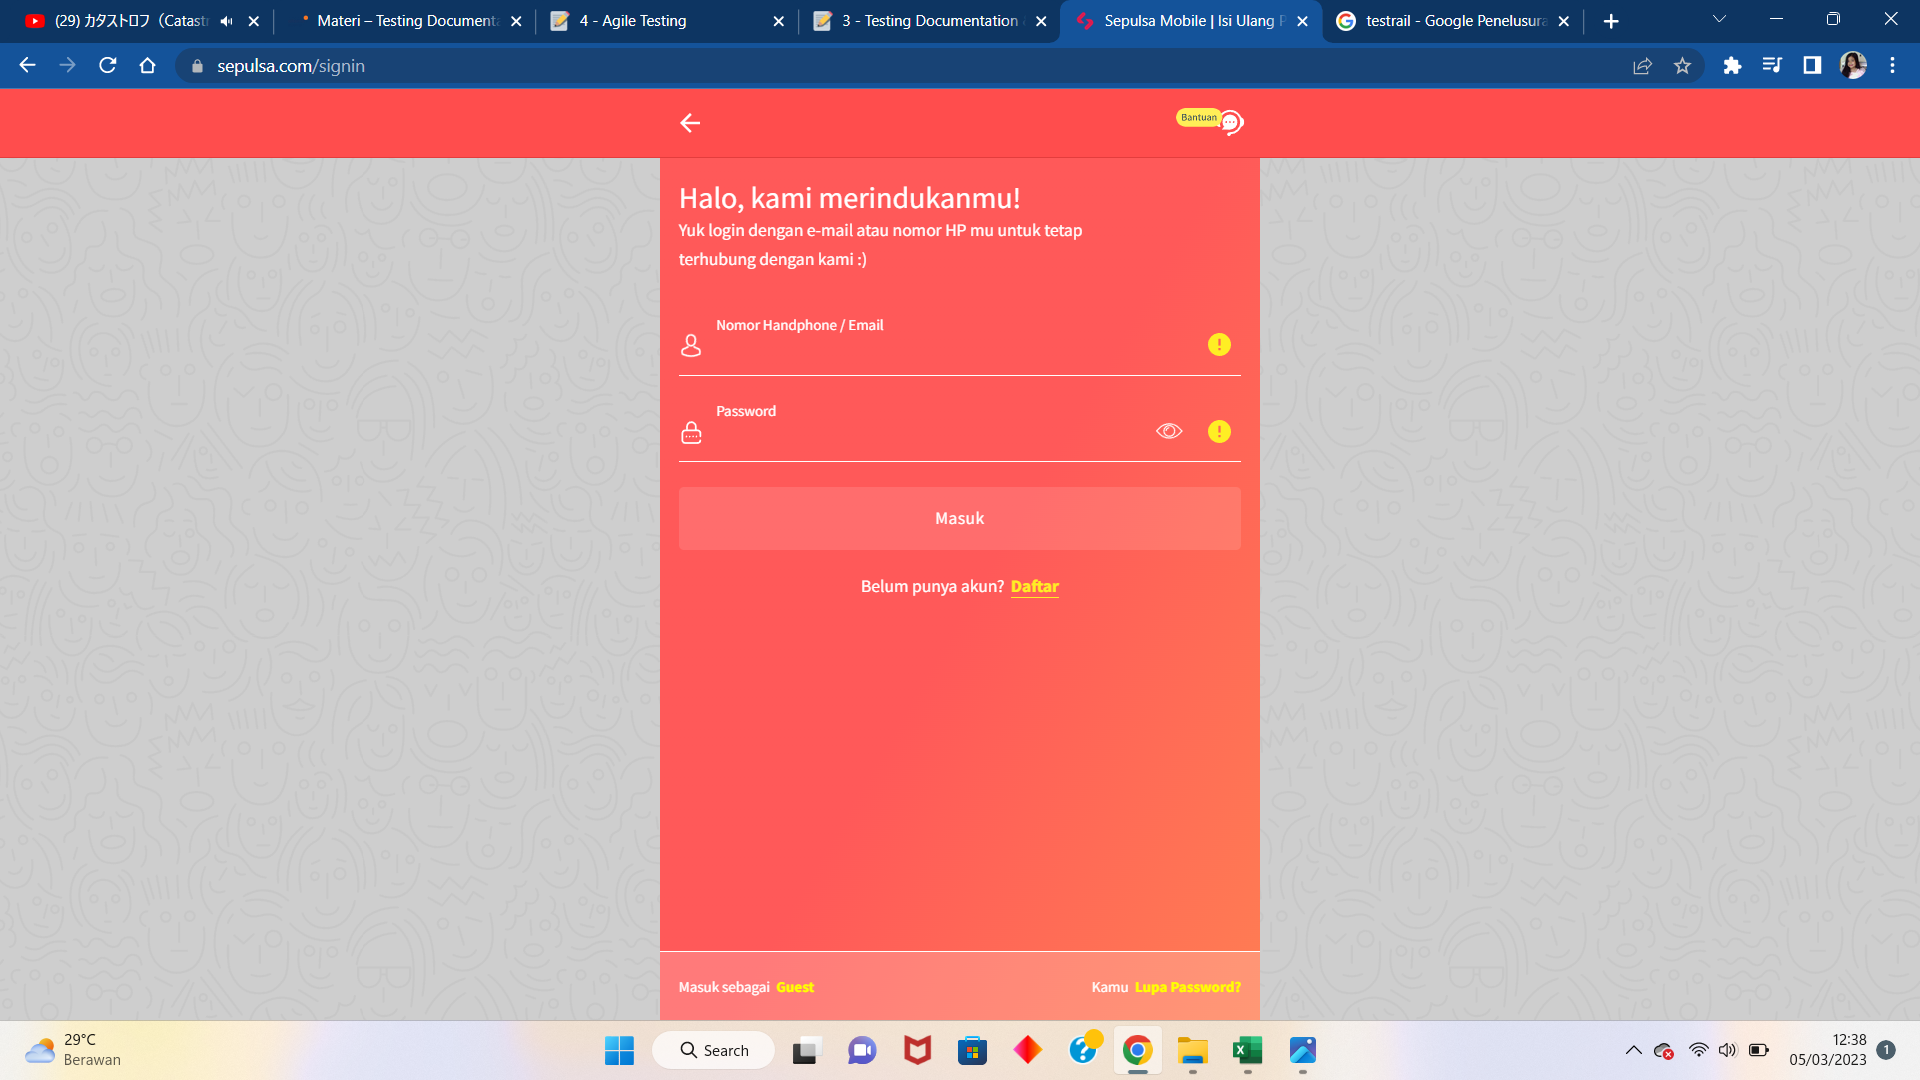 (29) カタストロフ（Catast
Materi – Testing Documenta
4 - Agile Testing
3 - Testing Documentation
Sepulsa Mobile | Isi Ulang P
testrail - Google Penelusura
sepulsa.com/signin
Bantuan
Halo, kami merindukanmu!
Yuk login dengan e-mail atau nomor HP mu untuk tetap
terhubung dengan kami :)
Nomor Handphone / Email
Password
Masuk
Belum punya akun? Daftar
Masuk sebagai Guest
Kamu Lupa Password?
29°C
Berawan
Search
12:38
05/03/2023
1